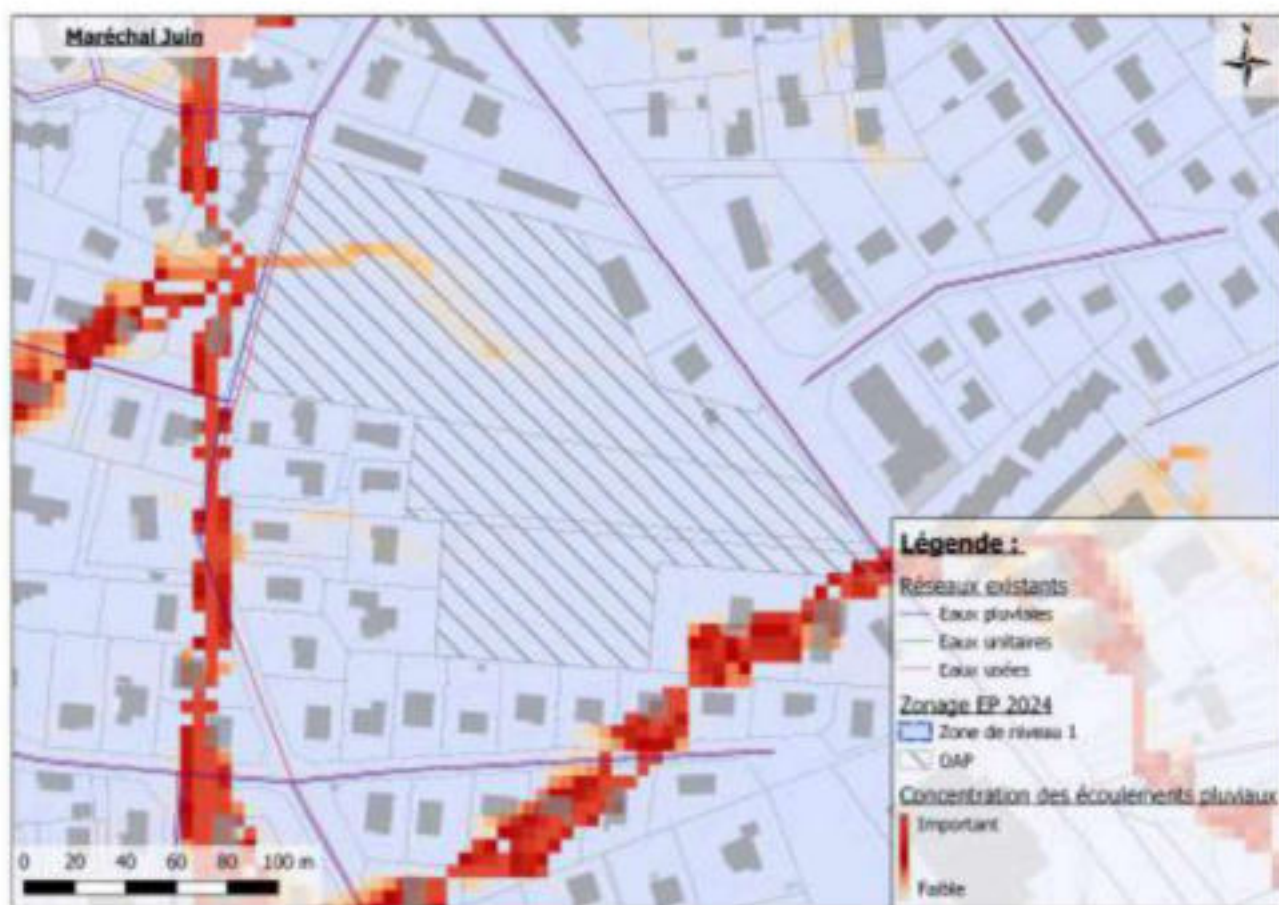 Maréchal Juin
N
Légende :
Réseaux existants
Eaux pluviales
Eaux unitaires
Eaux usées
Zonage EP 2024
Zone de niveau 1
OAP
Concentration des écoulements pluviaux
Important
Faible
0 20 40 60 80 100 m